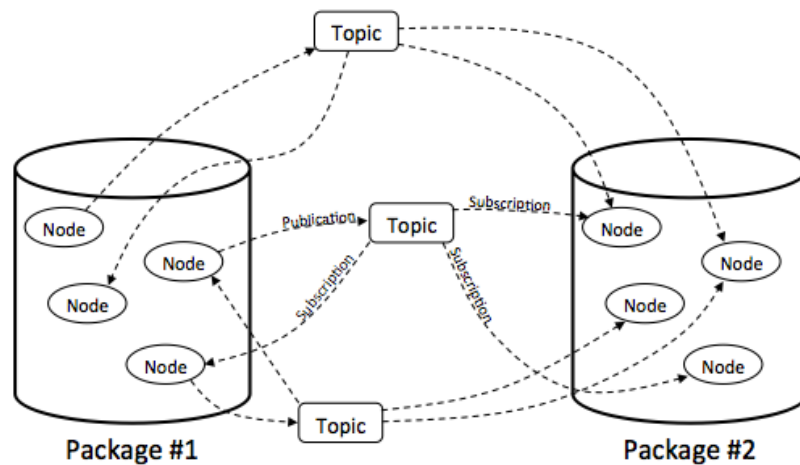 Topic
Publication
Topic
Subscription
Subscription
Subscription
Node
Node
Node
Node
Node
Node
Node
Node
Topic
Package #1
Package #2